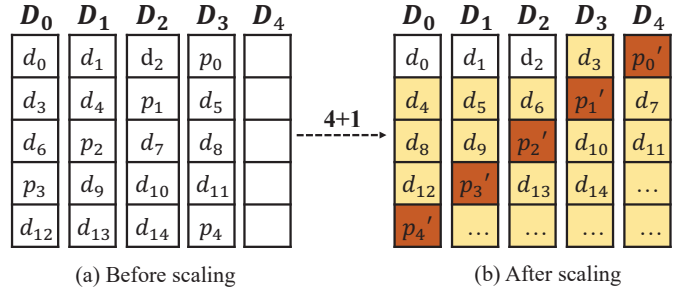 D₀ D₁ D₂ D₃ D₄ D₀ D₁ D₂ D₃ D₄
d₀ d₁ d₂ p₀ d₀ d₁ d₂ d₃ p₀′
d₃ d₄ p₁ d₅ d₄ d₅ d₆ p₁′ d₇
4+1
d₆ p₂ d₇ d₈ d₈ d₉ p₂′ d₁₀ d₁₁
p₃ d₉ d₁₀ d₁₁ d₁₂ p₃′ d₁₃ d₁₄ ...
d₁₂ d₁₃ d₁₄ p₄ p₄′ ... ... ... ...
(a) Before scaling (b) After scaling